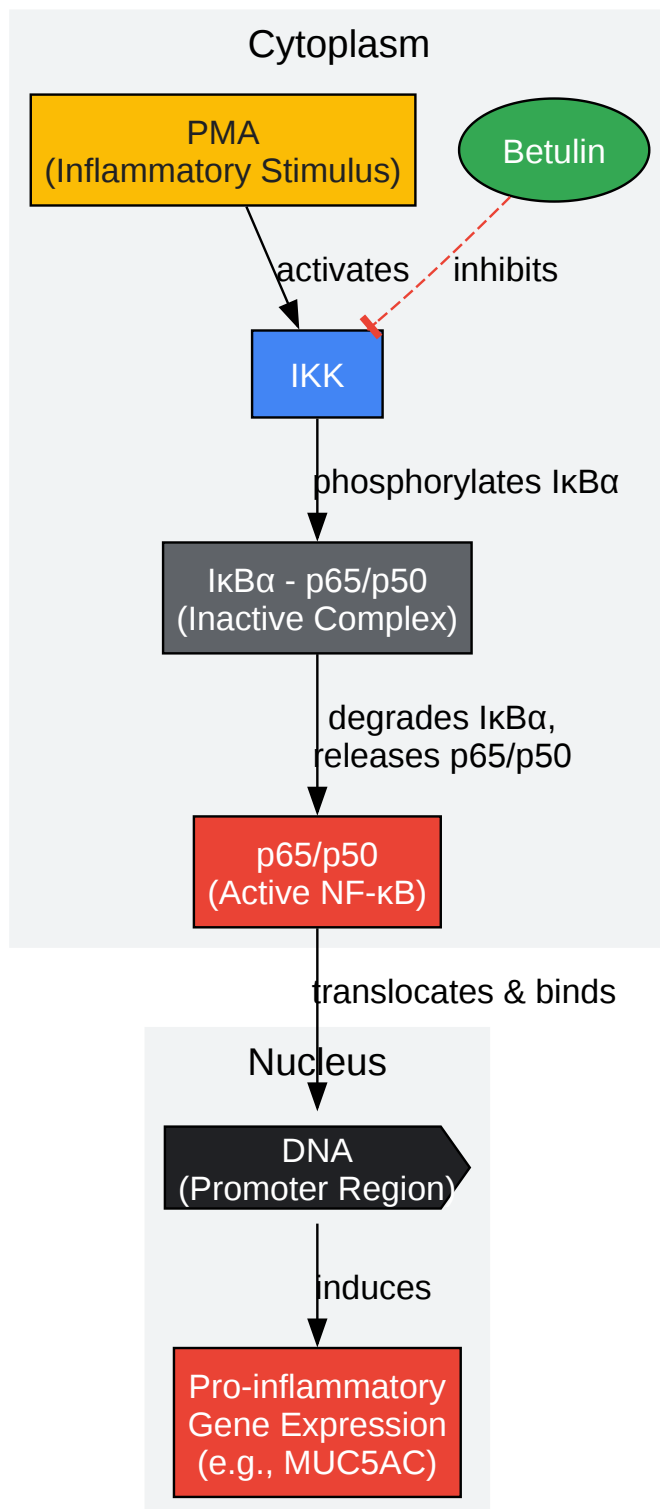 Cytoplasm
PMA
(Inflammatory Stimulus)
Betulin
activates
inhibits
IKK
phosphorylates IκBα
IκBα - p65/p50
(Inactive Complex)
degrades IκBα,
releases p65/p50
p65/p50
(Active NF-κB)
translocates & binds
Nucleus
DNA
(Promoter Region)
induces
Pro-inflammatory
Gene Expression
(e.g., MUC5AC)